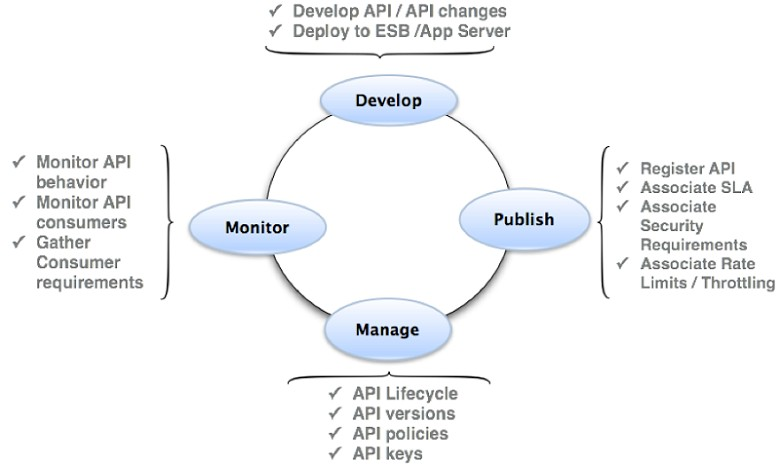 ✓ Develop API / API changes
✓ Deploy to ESB /App Server
Develop
✓ Monitor API
behavior
✓ Monitor API
consumers
✓ Gather
Consumer
requirements
Monitor
Publish
✓ Register API
✓ Associate SLA
✓ Associate
Security
Requirements
✓ Associate Rate
Limits / Throttling
Manage
✓ API Lifecycle
✓ API versions
✓ API policies
✓ API keys